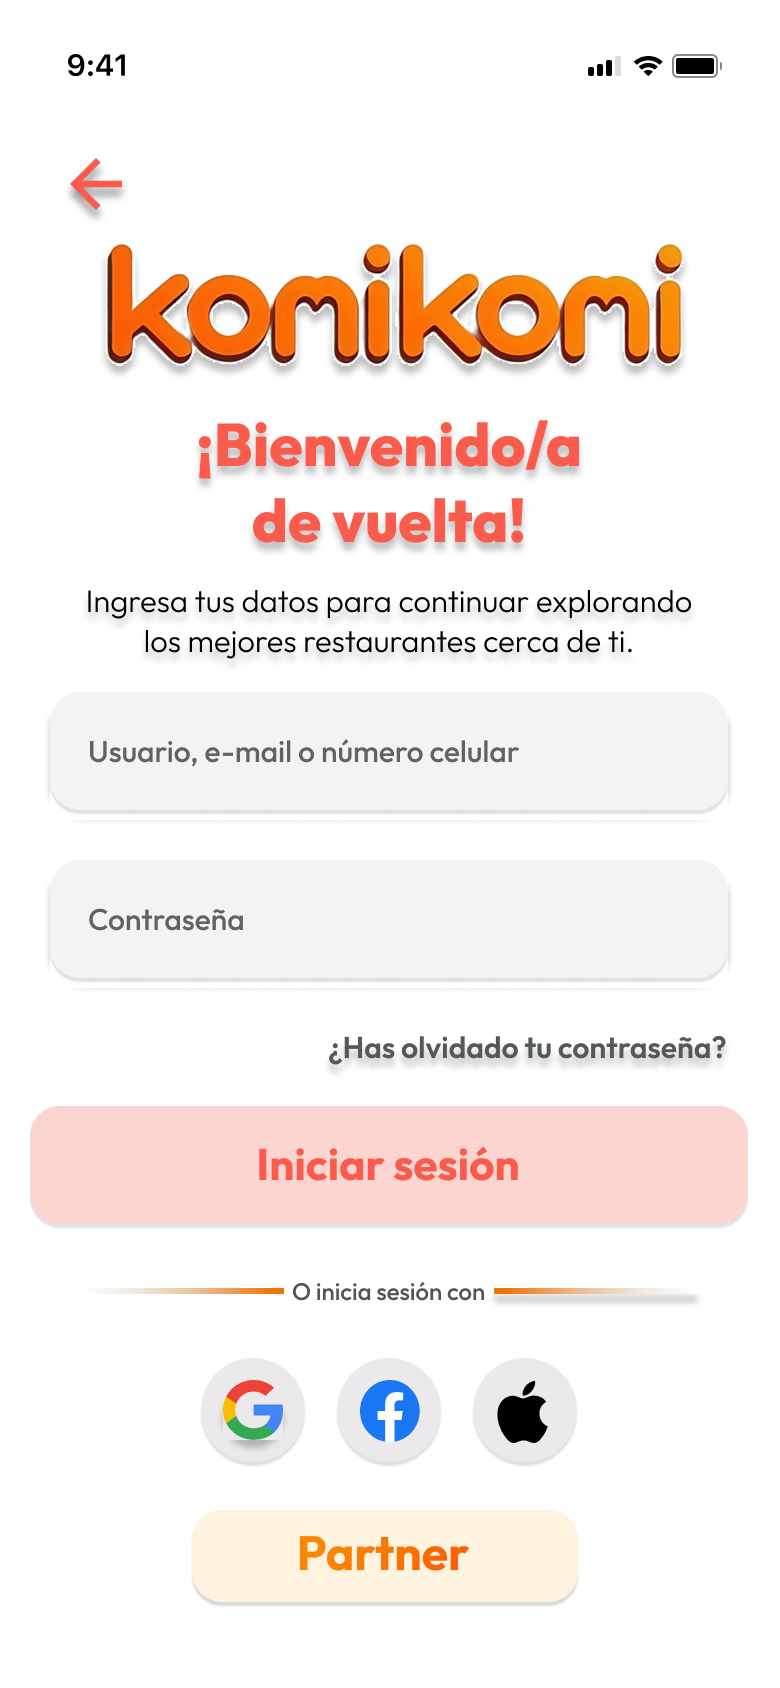 9:41
komikomi
¡Bienvenido/a
de vuelta!
Ingresa tus datos para continuar explorando
los mejores restaurantes cerca de ti.
Usuario, e-mail o número celular
Contraseña
¿Has olvidado tu contraseña?
Iniciar sesión
O inicia sesión con
Partner